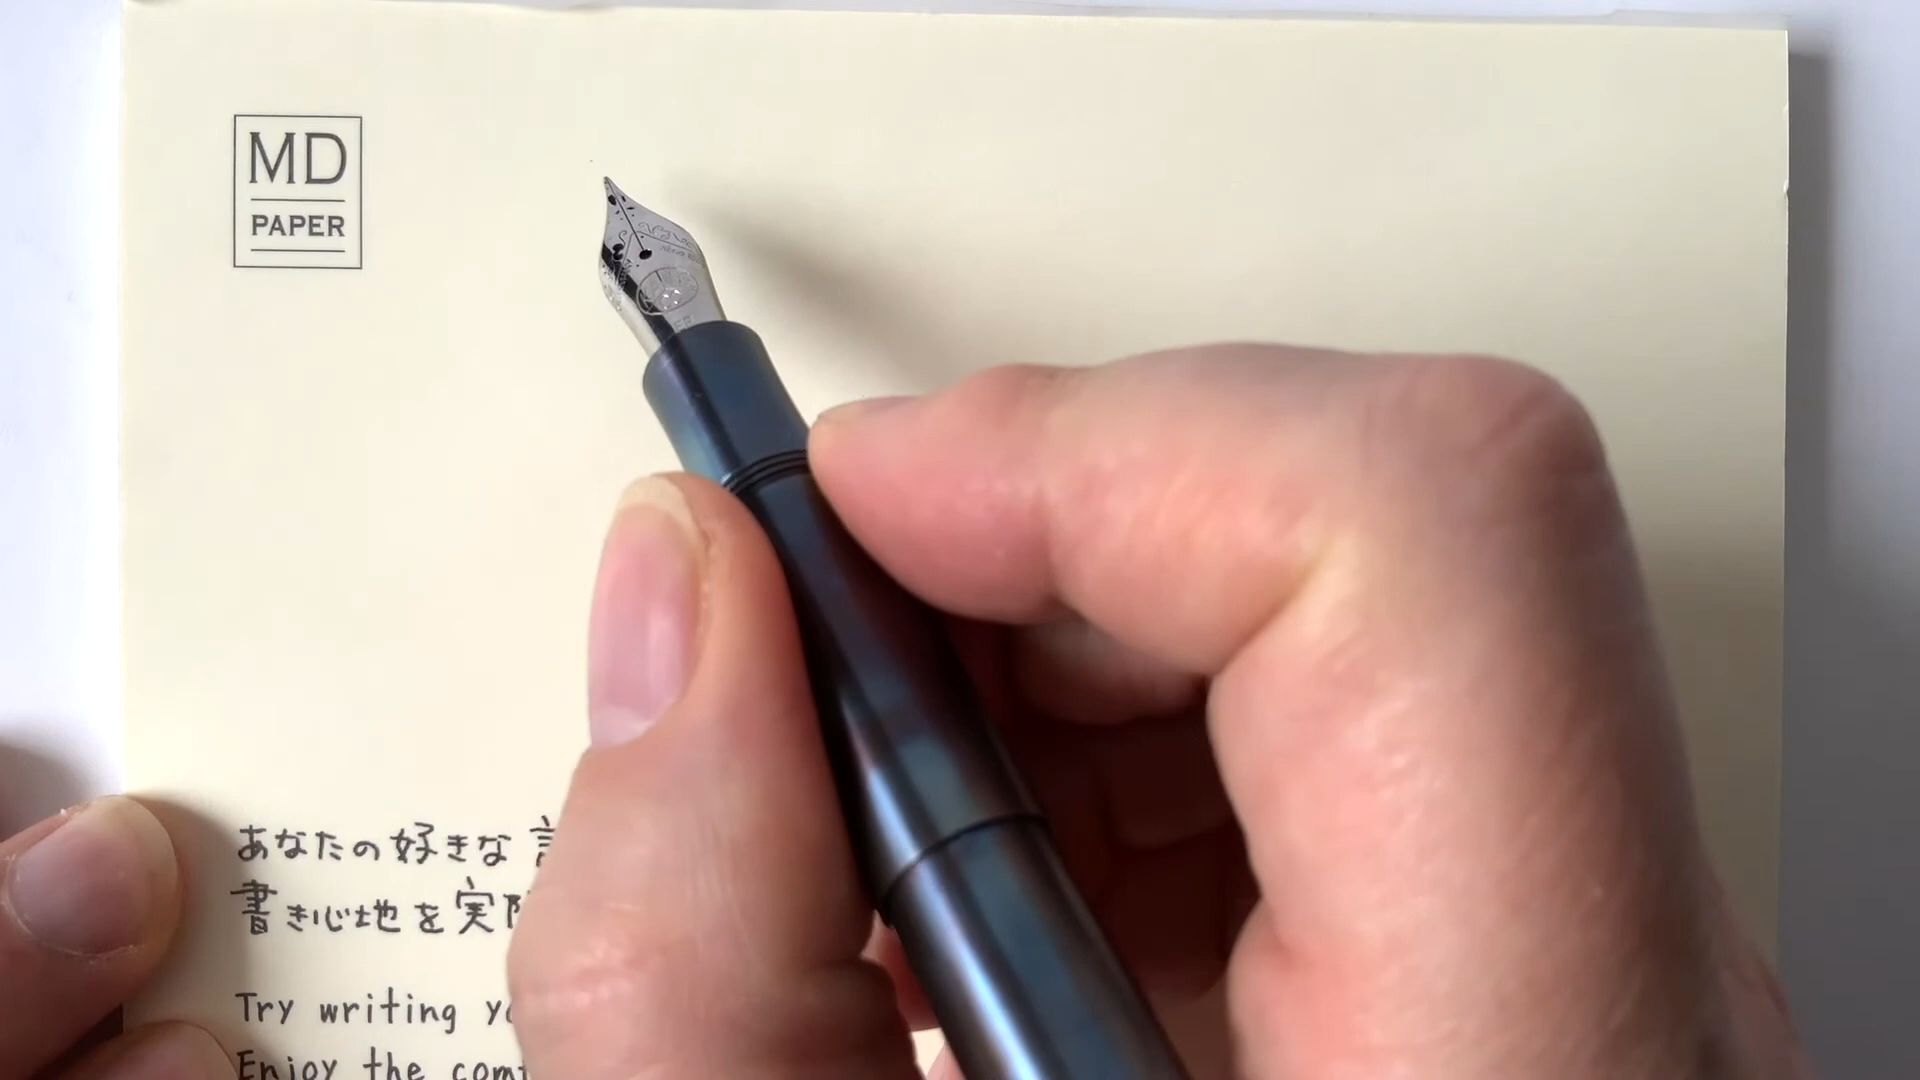 MD
PAPER
あなたの好きな
書き心地を実
Try writing
Enjoy the